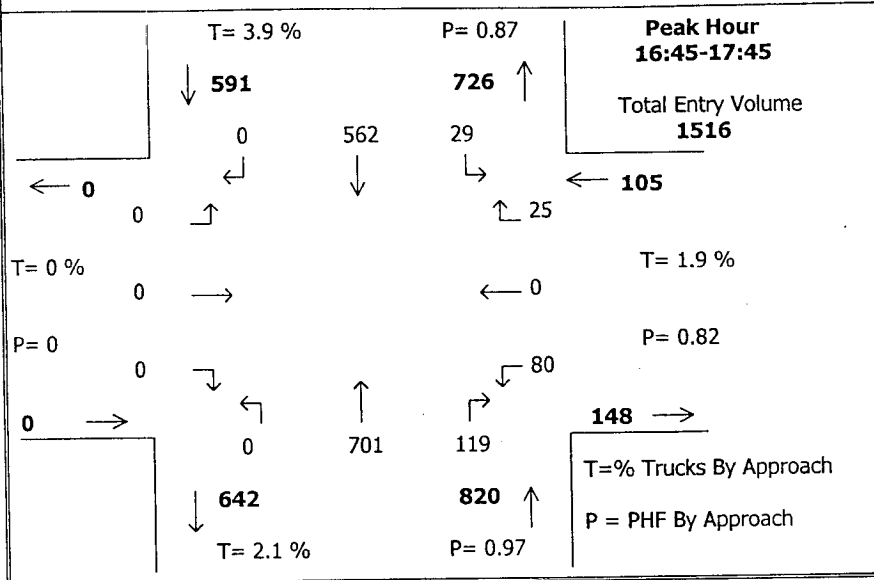 T= 3.9 %
P= 0.87
Peak Hour
16:45-17:45
591
726
Total Entry Volume
1516
0
562
29
0
105
0
25
T= 0 %
T= 1.9 %
0
0
P= 0
P= 0.82
0
80
0
148
0
701
119
T=% Trucks By Approach
642
820
P = PHF By Approach
T= 2.1 %
P= 0.97